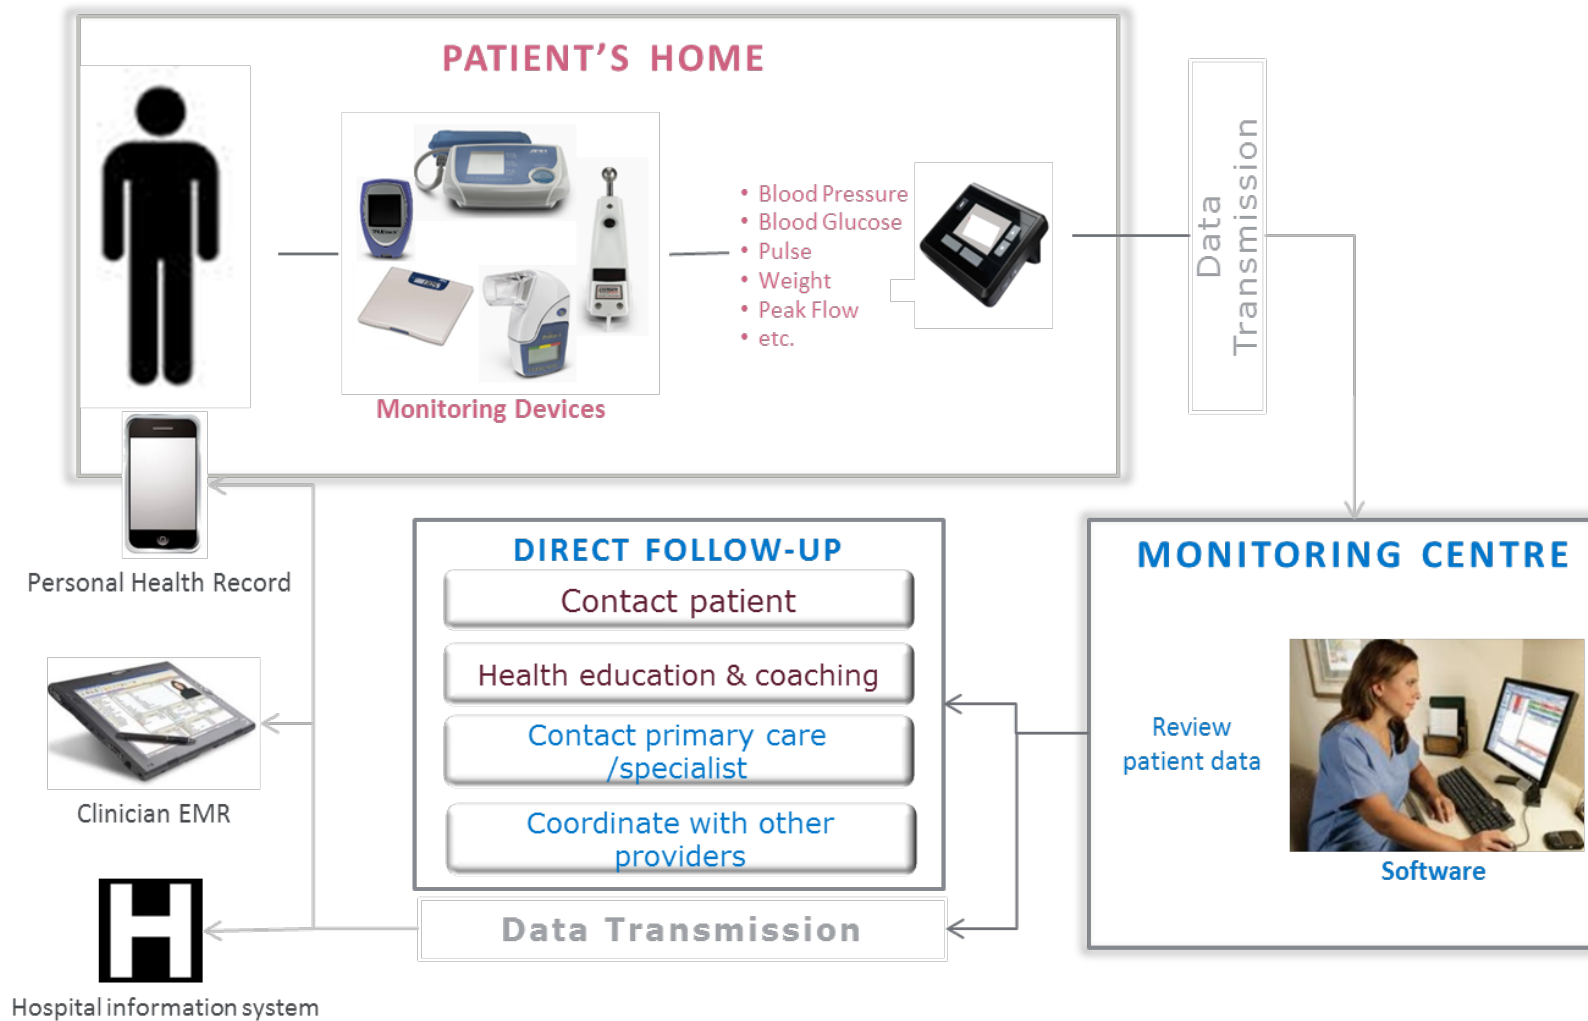 PATIENT'S HOME
Monitoring Devices
• Blood Pressure
• Blood Glucose
• Pulse
• Weight
• Peak Flow
• etc.
Data
Transmission
Personal Health Record
Clinician EMR
Hospital information system
DIRECT FOLLOW-UP
Contact patient
Health education & coaching
Contact primary care
/specialist
Coordinate with other
providers
Data Transmission
MONITORING CENTRE
Review
patient data
Software